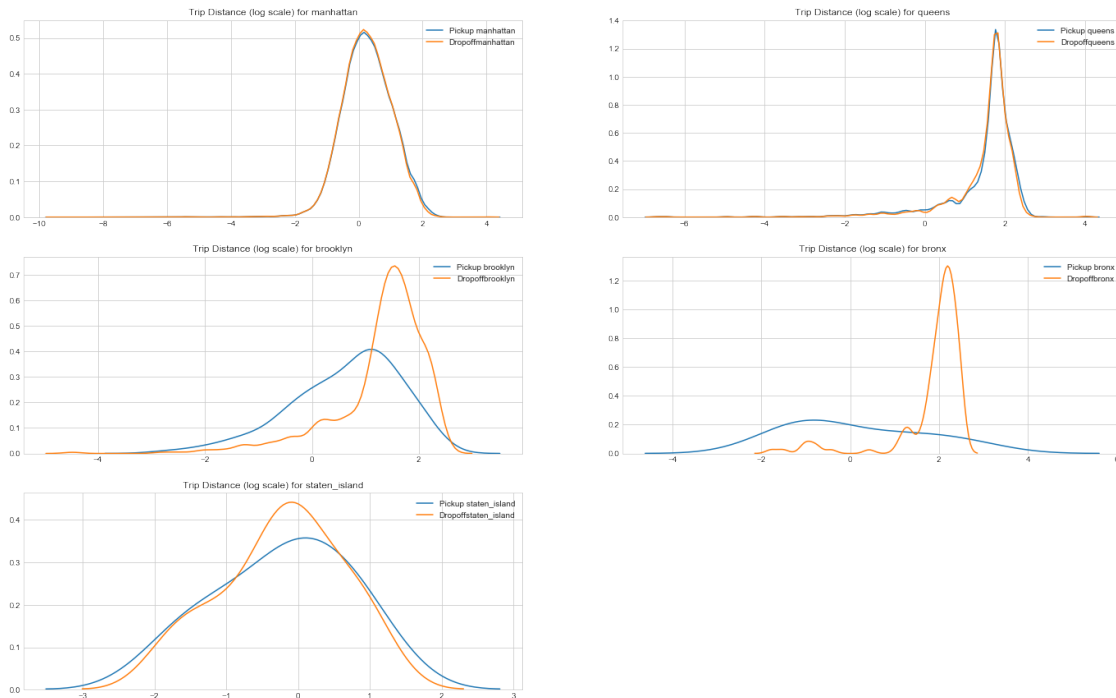 Trip Distance (log scale) for manhattan
Pickup manhattan
Dropoffmanhattan
0.5
0.4
0.3
0.2
0.1
0.0
−10 −8 −6 −4 −2 0 2 4
Trip Distance (log scale) for queens
Pickup queens
Dropoffqueens
1.4
1.2
1.0
0.8
0.6
0.4
0.2
0.0
−6 −4 −2 0 2 4
Trip Distance (log scale) for brooklyn
Pickup brooklyn
Dropoffbrooklyn
0.7
0.6
0.5
0.4
0.3
0.2
0.1
0.0
−4 −2 0 2
Trip Distance (log scale) for bronx
Pickup bronx
Dropoffbronx
1.2
1.0
0.8
0.6
0.4
0.2
0.0
−4 −2 0 2 4
Trip Distance (log scale) for staten_island
Pickup staten_island
Dropoffstaten_island
0.4
0.3
0.2
0.1
0.0
−3 −2 −1 0 1 2 3